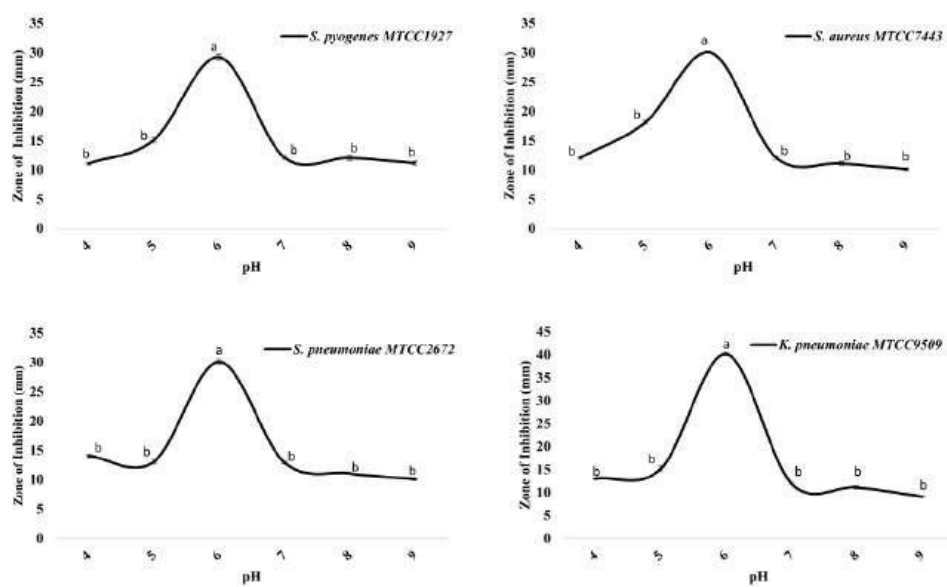 35
30
25
20
15
10
5
0
Zone of Inhibition (mm)
S. pyogenes MTCC1927
a
b
b
b
b
b
4 5 6 7 8 9
pH
35
30
25
20
15
10
5
0
Zone of Inhibition (mm)
S. aureus MTCC7443
a
b
b
b
b
b
4 5 6 7 8 9
pH
35
30
25
20
15
10
5
0
Zone of Inhibition (mm)
S. pneumoniae MTCC2672
a
b
b
b
b
b
4 5 6 7 8 9
pH
45
40
35
30
25
20
15
10
5
0
Zone of Inhibition (mm)
K. pneumoniae MTCC9509
a
b
b
b
b
b
4 5 6 7 8 9
pH